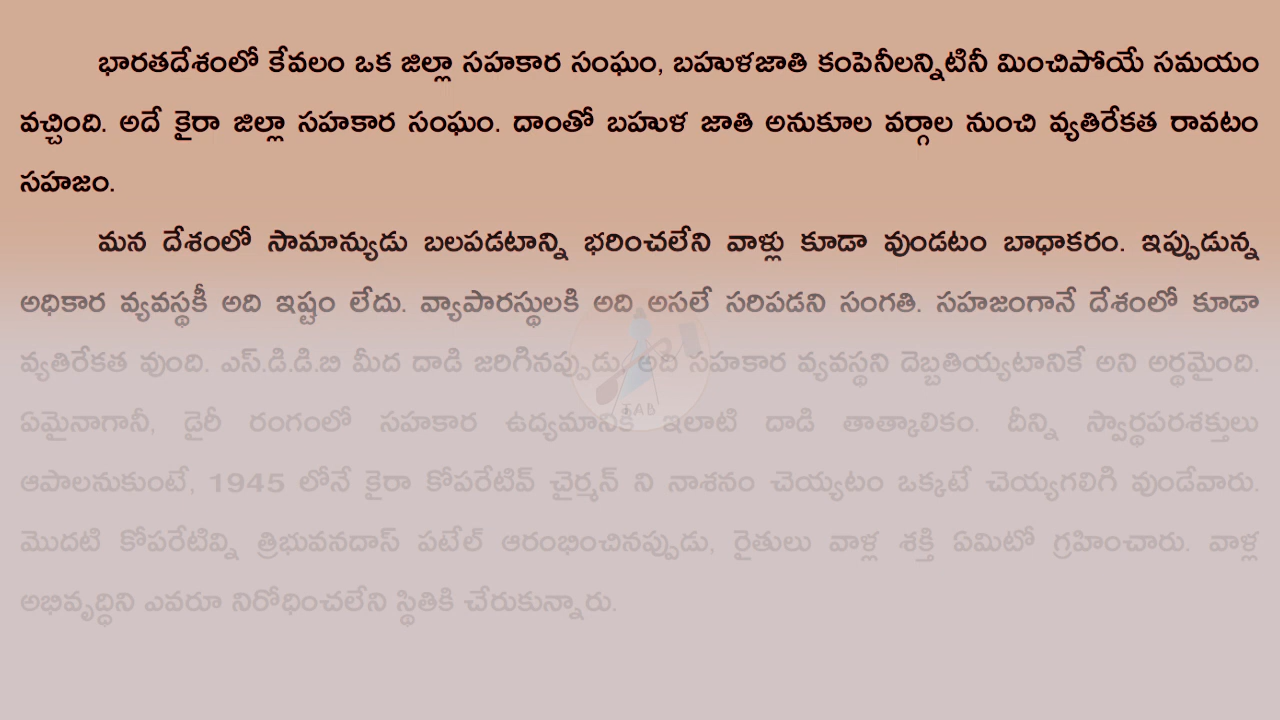 భారతదేశంలో కేవలం ఒక జిల్లా సహకార సంఘం, బహుళజాతి కంపెనీలన్నిటినీ మించిపోయే సమయం
వచ్చింది. అదే కైరా జిల్లా సహకార సంఘం. దాంతో బహుళ జాతి అనుకూల వర్గాల నుంచి వ్యతిరేకత రావటం
సహజం.
మన దేశంలో సామాన్యుడు బలపడటాన్ని భరించలేని వాళ్లు కూడా వుండటం బాధాకరం. ఇప్పుడున్న
అధికార వ్యవస్థకీ అది ఇష్టం లేదు. వ్యాపారస్థులకి అది అసలే సరిపడని సంగతి. సహజంగానే దేశంలో కూడా
వ్యతిరేకత వుంది. ఎన్.డి.డి.బి మీద దాడి జరిగినప్పుడు, అది సహకార వ్యవస్థని దెబ్బతియ్యటానికే అని అర్థమైంది.
ఏమైనాగానీ, డైరీ రంగంలో సహకార ఉద్యమానికి ఇలాటి దాడి తాత్కాలికం. దీన్ని స్వార్థపరశక్తులు
ఆపాలనుకుంటే, 1945 లోనే కైరా కోపరేటివ్ ఛైర్మన్ ని నాశనం చెయ్యటం ఒక్కటే చెయ్యగలిగి వుండేవారు.
మొదటి కోపరేటివ్ని త్రిభువనదాస్ పటేల్ ఆరంభించినప్పుడు, రైతులు వాళ్ల శక్తి ఏమిటో గ్రహించారు. వాళ్ల
అభివృద్ధిని ఎవరూ నిరోధించలేని స్థితికి చేరుకున్నారు.
TAB